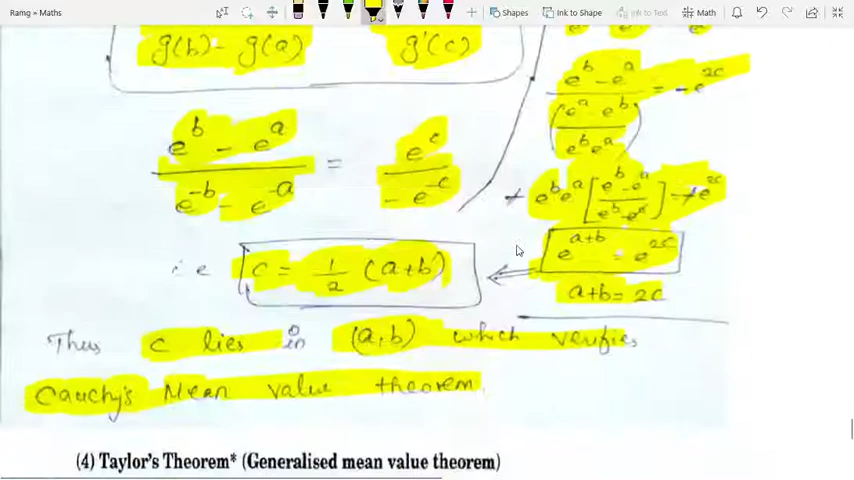 Ramg » Maths
Shapes
Ink to Shape
Ink to Text
Math
g(b) - g(a)
g'(c)
e^b - e^a / e^-b - e^-a = e^c / - e^-c
i.e c = 1/2 (a+b)
Thus c lies in (a,b) which verifies
Cauchy's Mean value theorem.
e^b - e^a / (e^a - e^b / e^b e^a) = - e^2c
+ e^b e^a [e^b - e^a / e^b - e^a] = + e^2c
e^a+b = e^2c
a+b = 2c
(4) Taylor's Theorem* (Generalised mean value theorem)